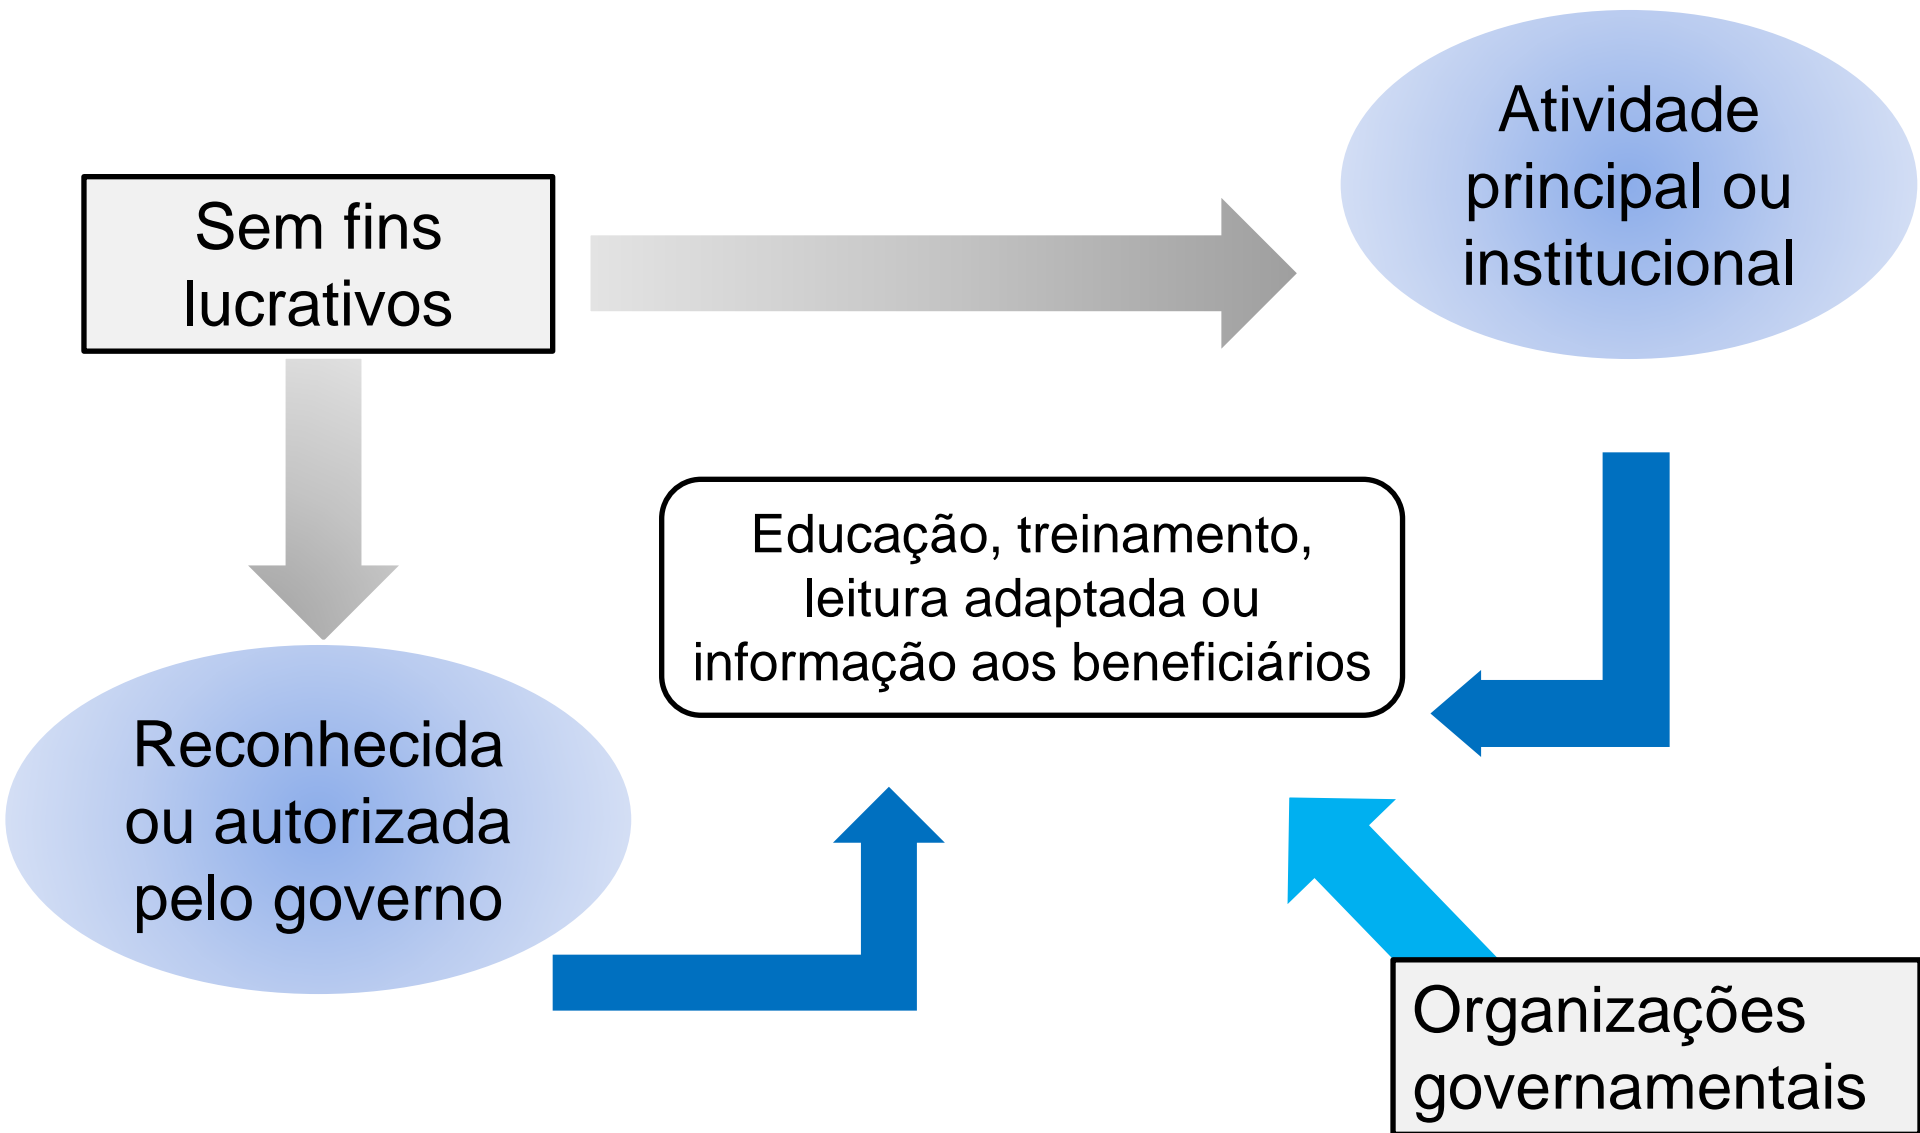 Atividade
principal ou
institucional
Sem fins
lucrativos
Educação, treinamento,
leitura adaptada ou
informação aos beneficiários
Reconhecida
ou autorizada
pelo governo
Organizações
governamentais